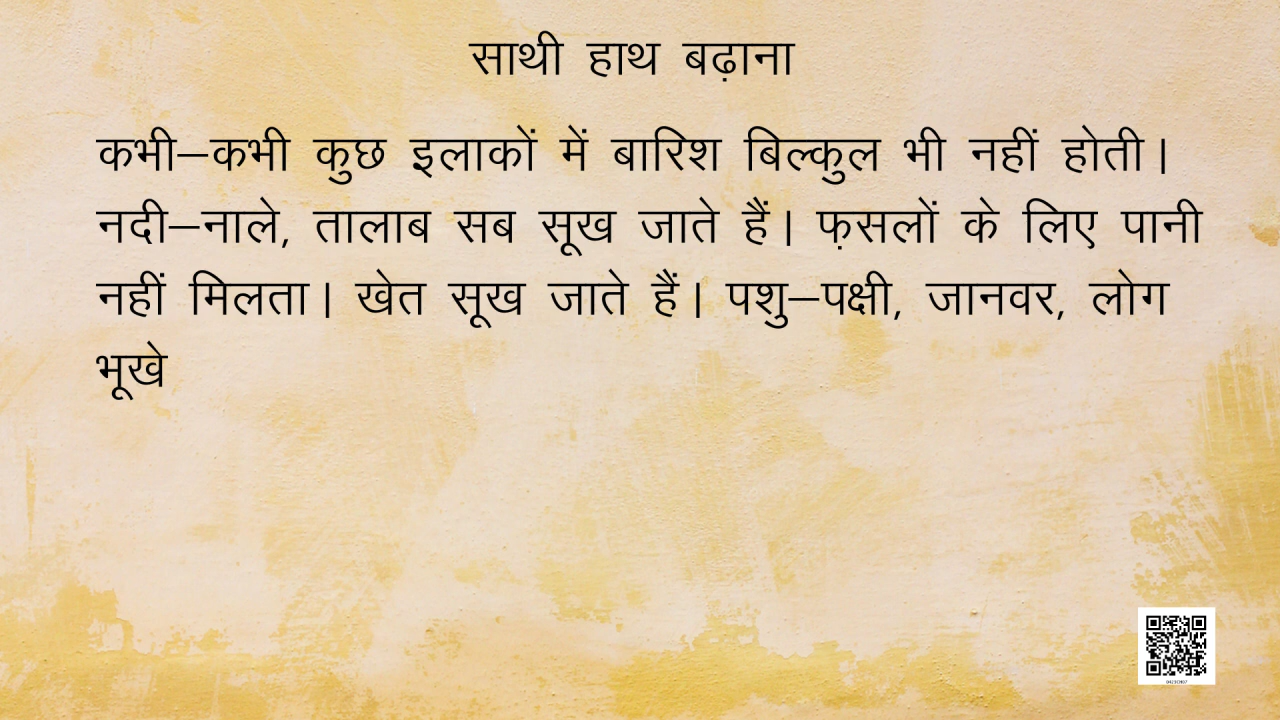 साथी हाथ बढ़ाना
कभी–कभी कुछ इलाकों में बारिश बिल्कुल भी नहीं होती।
नदी–नाले, तालाब सब सूख जाते हैं। फ़सलों के लिए पानी
नहीं मिलता। खेत सूख जाते हैं। पशु–पक्षी, जानवर, लोग
भूखे